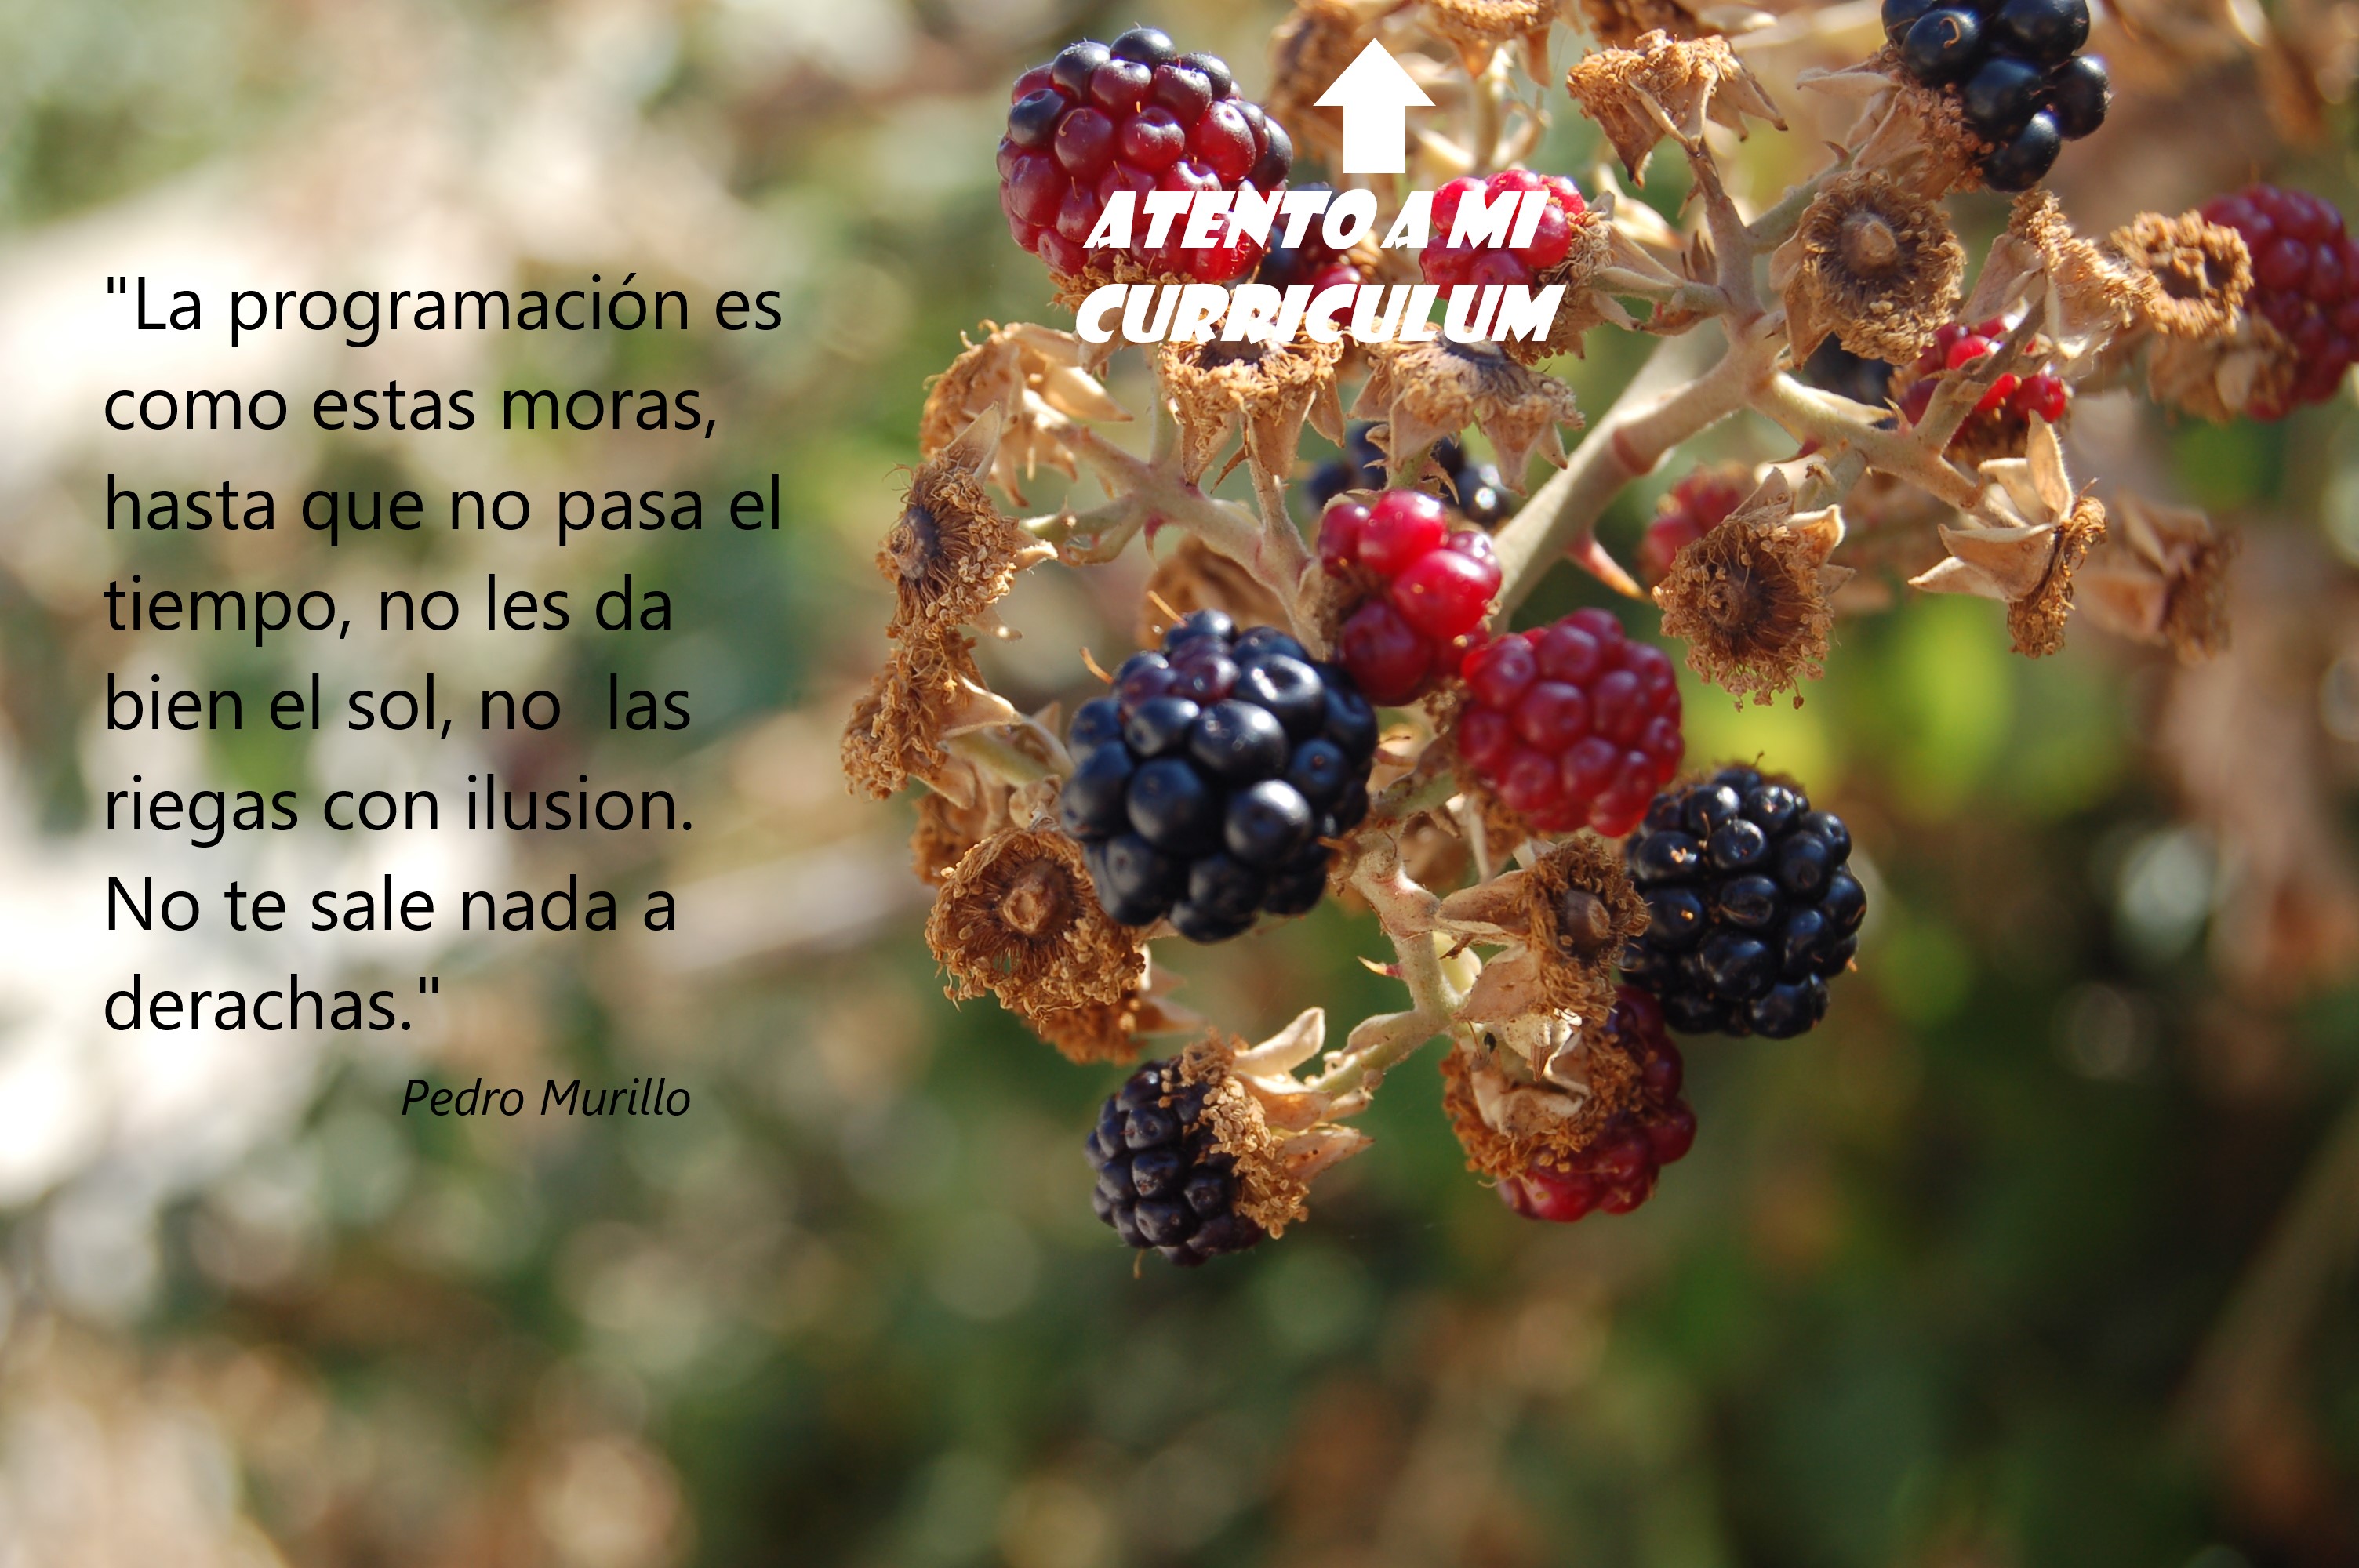 ATENTO A MI
CURRICULUM
"La programación es
como estas moras,
hasta que no pasa el
tiempo, no les da
bien el sol, no  las
riegas con ilusion.
No te sale nada a
derachas."
Pedro Murillo